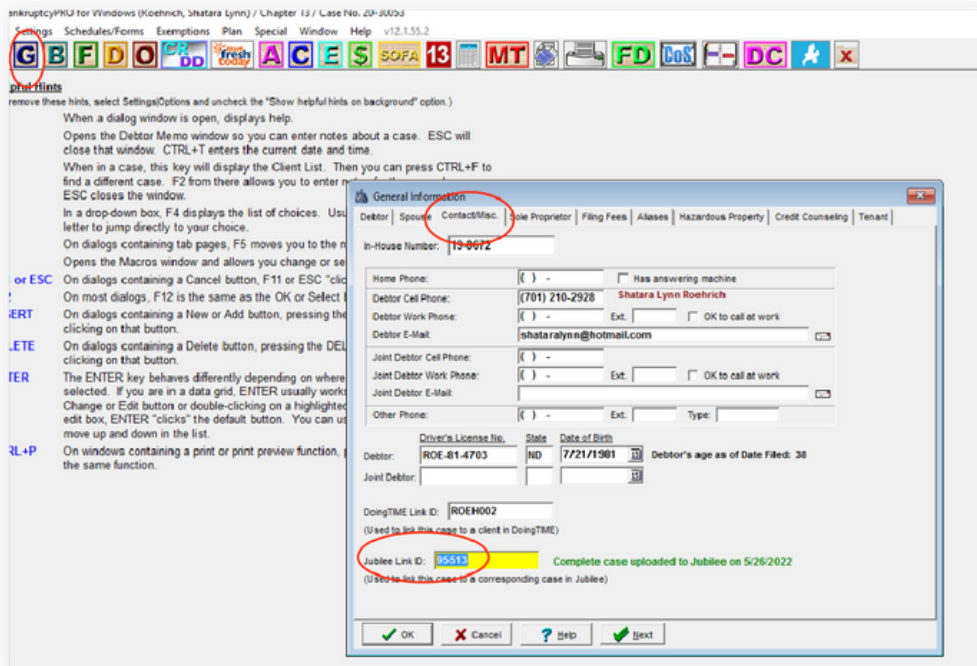 ankruptcyPRO for Windows (Roehrich, Shatara Lynn) / Chapter 13 / Case No. 20-30053
Settings Schedules/Forms Exemptions Plan Special Window Help v12.1.55.2
G B F D O CR DD fresh today A C E $ SOFA 13 MT FD CoS DC x
pful Hints
remove these hints, select Settings|Options and uncheck the "Show helpful hints on background" option.)
When a dialog window is open, displays help.
Opens the Debtor Memo window so you can enter notes about a case. ESC will
close that window. CTRL+T enters the current date and time.
When in a case, this key will display the Client List. Then you can press CTRL+F to
find a different case. F2 from there allows you to enter
ESC closes the window.
In a drop-down box, F4 displays the list of choices. Usu
letter to jump directly to your choice.
On dialogs containing tab pages, F5 moves you to the n
Opens the Macros window and allows you change or se
or ESC On dialogs containing a Cancel button, F11 or ESC "clic
On most dialogs, F12 is the same as the OK or Select
ERT On dialogs containing a New or Add button, pressing the
clicking on that button.
LETE On dialogs containing a Delete button, pressing the DEL
clicking on that button.
TER The ENTER key behaves differently depending on where
selected. If you are in a data grid, ENTER usually works
Change or Edit button or double-clicking on a highlighted
edit box, ENTER "clicks" the default button. You can us
move up and down in the list.
RL+P On windows containing a print or print preview function,
the same function.
General Information
Debtor Spouse Contact/Misc. Sole Proprietor Filing Fees Aliases Hazardous Property Credit Counseling Tenant
In-House Number: 19-0672
Home Phone: ( ) - Has answering machine
Debtor Cell Phone: (701) 210-2928 Shatara Lynn Roehrich
Debtor Work Phone: ( ) - Ext. OK to call at work
Debtor E-Mail: shataralynn@hotmail.com
Joint Debtor Cell Phone: ( ) -
Joint Debtor Work Phone: ( ) - Ext. OK to call at work
Joint Debtor E-Mail:
Other Phone: ( ) - Ext. Type:
Driver's License No. State Date of Birth
Debtor: ROE-81-4703 ND 7/21/1981 Debtor's age as of Date Filed: 38
Joint Debtor:
DoingTIME Link ID: ROEH002
(Used to link this case to a client in DoingTIME)
Jubilee Link ID: 95513 Complete case uploaded to Jubilee on 5/26/2022
(Used to link this case to a corresponding case in Jubilee)
OK Cancel Help Next